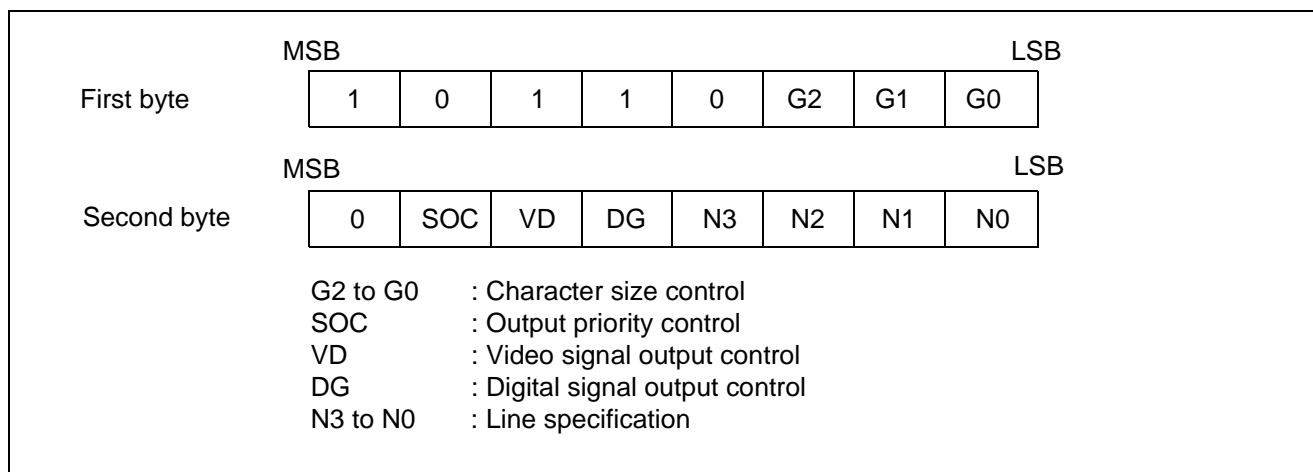 MSB LSB
First byte 1 0 1 1 0 G2 G1 G0
MSB LSB
Second byte 0 SOC VD DG N3 N2 N1 N0
G2 to G0 : Character size control
SOC : Output priority control
VD : Video signal output control
DG : Digital signal output control
N3 to N0 : Line specification